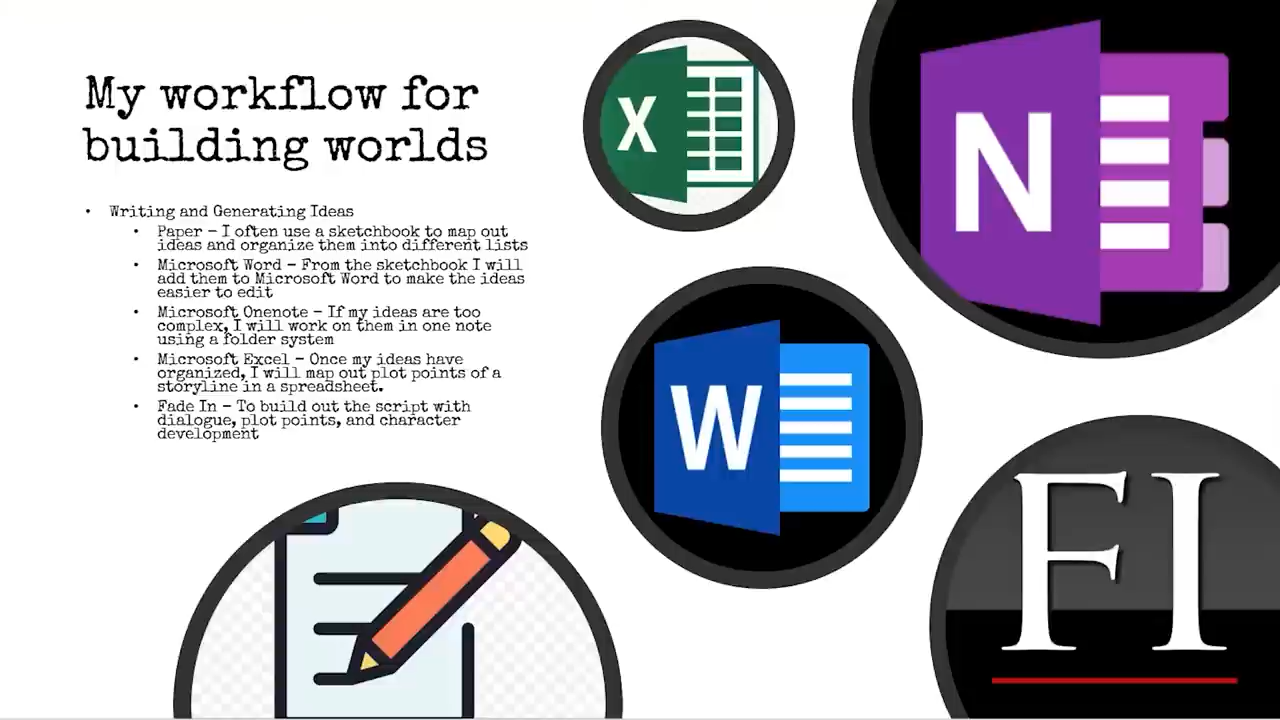 My workflow for
building worlds
• Writing and Generating Ideas
• Paper – I often use a sketchbook to map out
ideas and organize them into different lists
• Microsoft Word – From the sketchbook I will
add them to Microsoft Word to make the ideas
easier to edit
• Microsoft Onenote – If my ideas are too
complex, I will work on them in one note
using a folder system
• Microsoft Excel – Once my ideas have
organized, I will map out plot points of a
storyline in a spreadsheet.
• Fade In – To build out the script with
dialogue, plot points, and character
development
X
N
W
FI